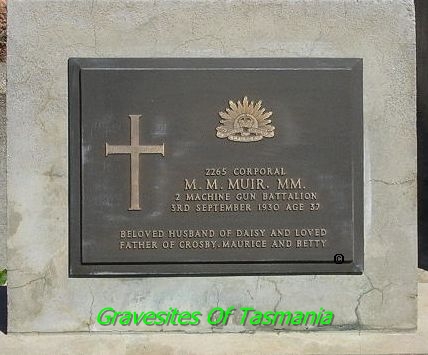 2265 CORPORAL
M. M. MUIR. MM.
2 MACHINE GUN BATTALION
3RD SEPTEMBER 1930 AGE 37
BELOVED HUSBAND OF DAISY AND LOVED
FATHER OF CROSBY, MAURICE AND BETTY
Gravesites Of Tasmania